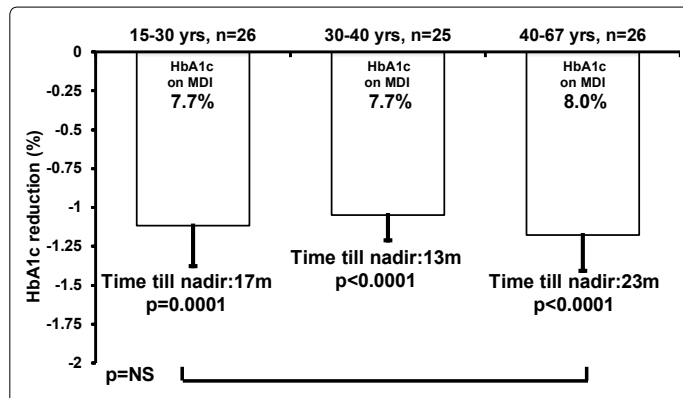 15-30 yrs, n=26
30-40 yrs, n=25
40-67 yrs, n=26
HbA1c reduction (%)
0
-0.25
-0.5
-0.75
-1
-1.25
-1.5
-1.75
-2
HbA1c
on MDI
7.7%
HbA1c
on MDI
7.7%
HbA1c
on MDI
8.0%
Time till nadir:17m
p=0.0001
Time till nadir:13m
p<0.0001
Time till nadir:23m
p<0.0001
p=NS